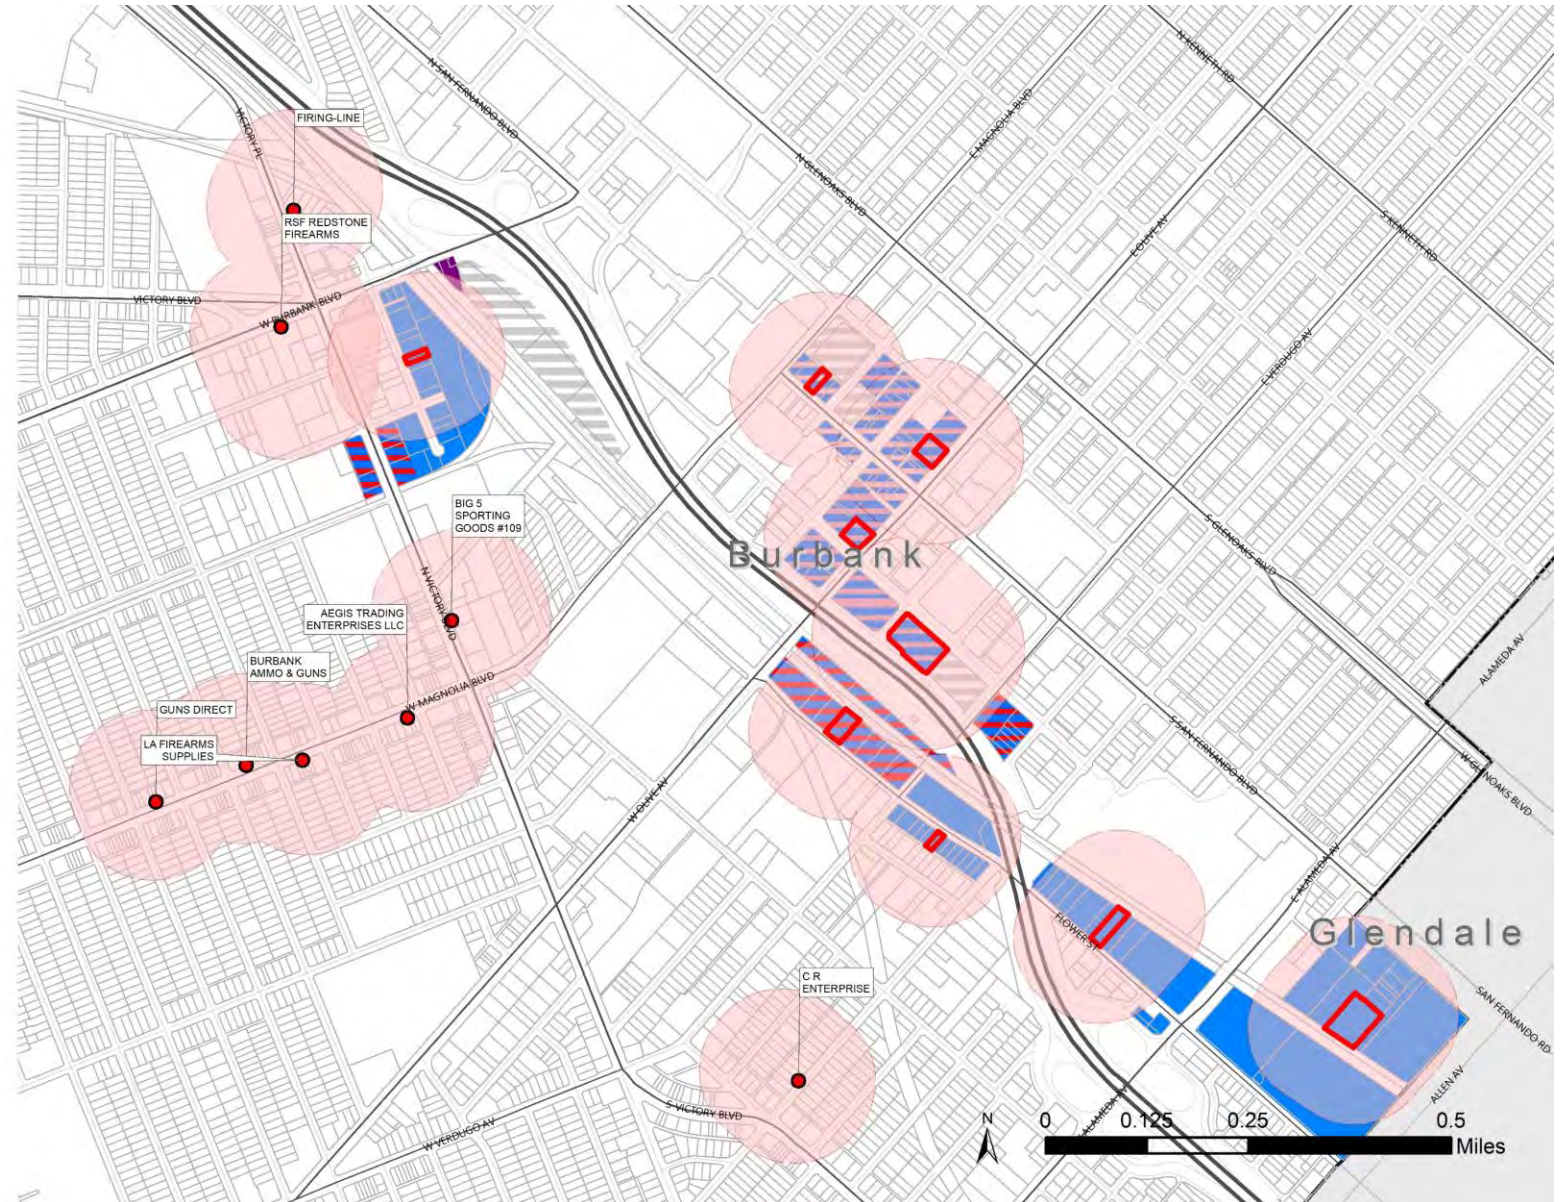 N KENNETH RD
N SAN FERNANDO BLVD
E MAGNOLIA BLVD
FIRING-LINE
VICTORY PL
N GLENOAKS BLVD
S KENNETH RD
RSF REDSTONE
FIREARMS
E OLIVE AV
VICTORY BLVD
W BURBANK BLVD
E VERDUGO AV
BIG 5
SPORTING
GOODS #109
Burbank
S GLENOAKS BLVD
N VICTORY BLVD
AEGIS TRADING
ENTERPRISES LLC
ALAMEDA AV
BURBANK
AMMO & GUNS
W MAGNOLIA BLVD
GUNS DIRECT
LA FIREARMS
SUPPLIES
S SAN FERNANDO BLVD
W GLENOAKS BLVD
W OLIVE AV
E ALAMEDA AV
FLOWER ST
Glendale
C R
ENTERPRISE
SAN FERNANDO RD
ALLEN AV
S VICTORY BLVD
W VERDUGO AV
ALAMEDA AV
N
0 0.125 0.25 0.5
Miles